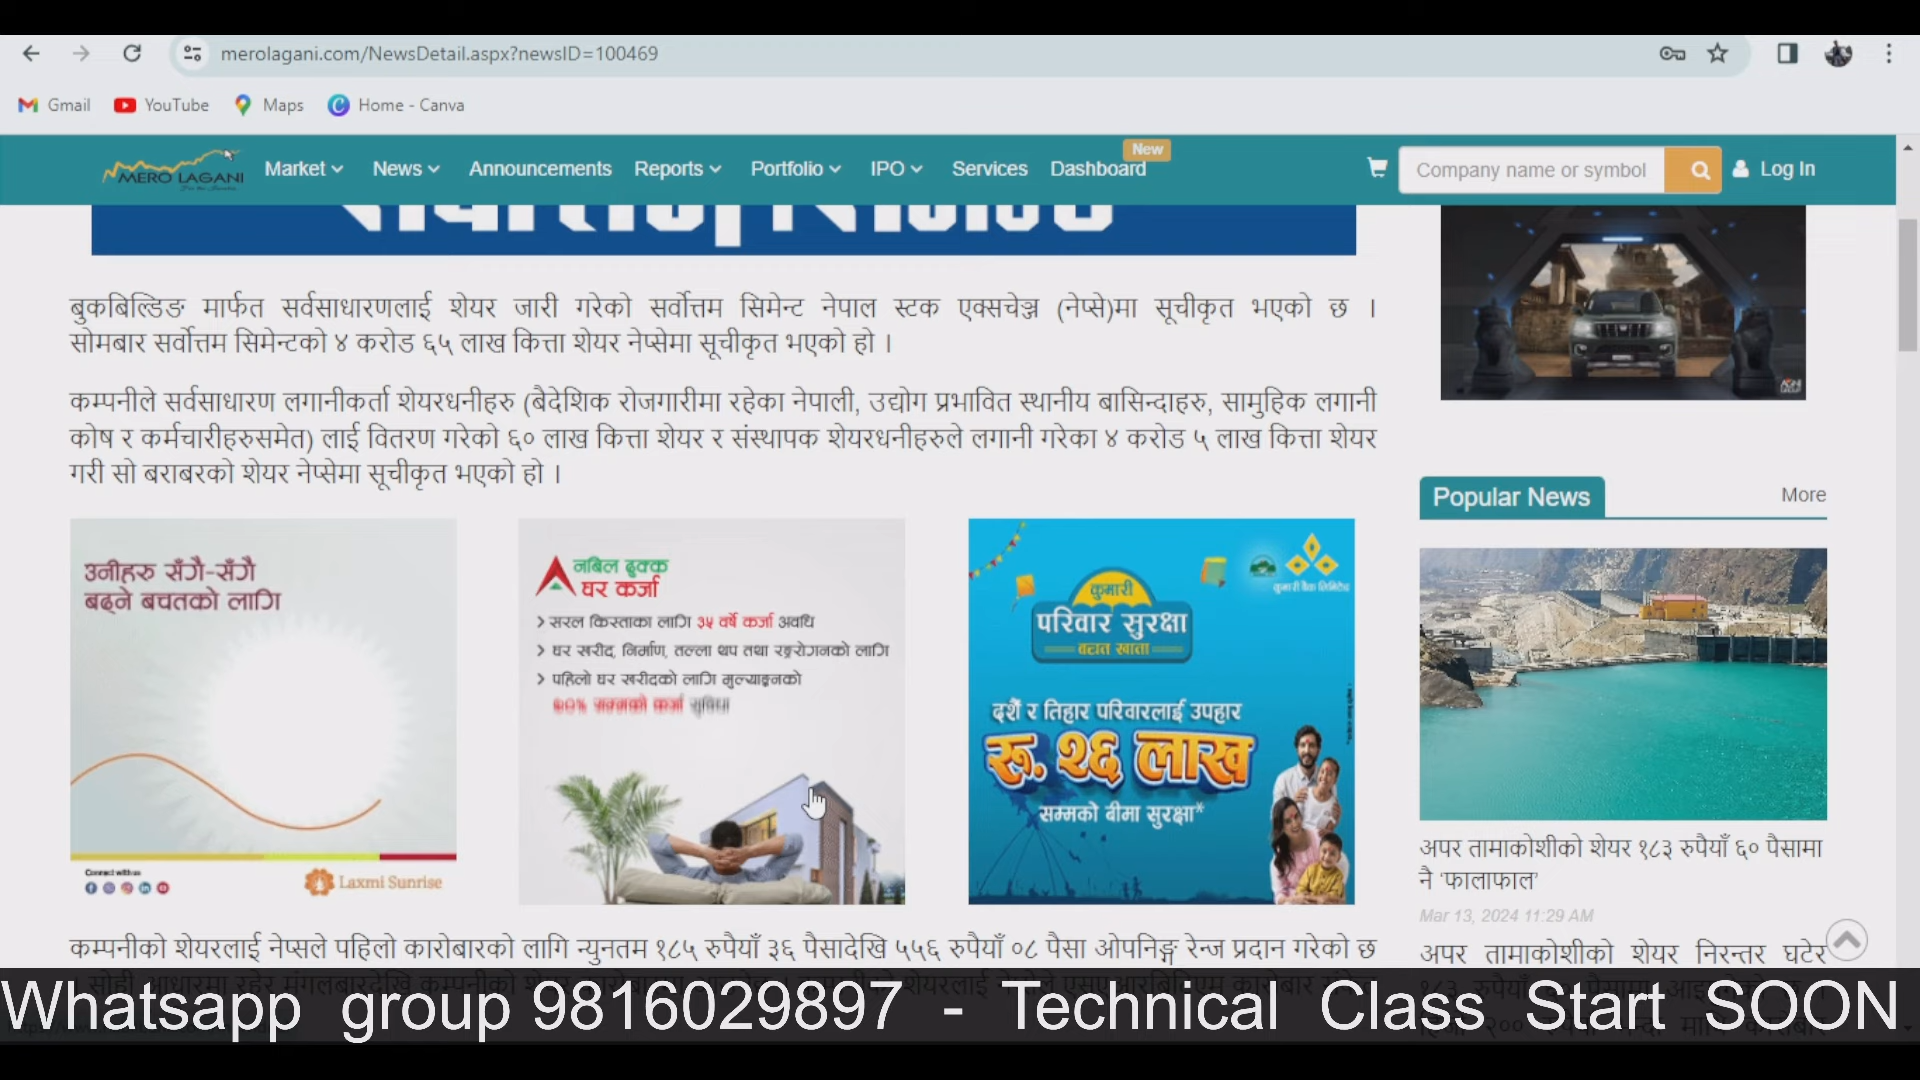 merolagani.com/NewsDetail.aspx?newsID=100469
Gmail YouTube Maps Home - Canva
MERO LAGANI Market News Announcements Reports Portfolio IPO Services Dashboard New Company name or symbol Log In
बुकबिल्डिङ मार्फत सर्वसाधारणलाई शेयर जारी गरेको सर्वोत्तम सिमेन्ट नेपाल स्टक एक्सचेञ्ज (नेप्से)मा सूचीकृत भएको छ ।
सोमबार सर्वोत्तम सिमेन्टको ४ करोड ६५ लाख कित्ता शेयर नेप्सेमा सूचीकृत भएको हो ।
कम्पनीले सर्वसाधारण लगानीकर्ता शेयरधनीहरु (बैदेशिक रोजगारीमा रहेका नेपाली, उद्योग प्रभावित स्थानीय बासिन्दाहरु, सामुहिक लगानी
कोष र कर्मचारीहरुसमेत) लाई वितरण गरेको ६० लाख कित्ता शेयर र संस्थापक शेयरधनीहरुले लगानी गरेका ४ करोड ५ लाख कित्ता शेयर
गरी सो बराबरको शेयर नेप्सेमा सूचीकृत भएको हो ।
उनीहरु सँगै-सँगै
बढ्ने बचतको लागि
Connect with us
Laxmi Sunrise
नबिल ढुक्क
घर कर्जा
सरल किस्ताका लागि ३५ वर्षे कर्जा अवधि
घर खरीद, निर्माण, तल्ला थप तथा रङ्गरोगनको लागि
पहिलो घर खरीदको लागि मुल्याङ्कनको
सुविधा
कुमारी बैंक लिमिटेड
कुमारी
परिवार सुरक्षा
बचत खाता
दशैं र तिहार परिवारलाई उपहार
रू. २६ लाख
सम्मको बीमा सुरक्षा*
कम्पनीको शेयरलाई नेप्सले पहिलो कारोबारको लागि न्युनतम १८५ रुपैयाँ ३६ पैसादेखि ५५६ रुपैयाँ ०८ पैसा ओपनिङ्ग रेन्ज प्रदान गरेको छ
Popular News More
अपर तामाकोशीको शेयर १८३ रुपैयाँ ६० पैसामा
नै 'फालाफाल'
Mar 13, 2024 11:29 AM
अपर तामाकोशीको शेयर निरन्तर घटेर
Whatsapp group 9816029897 - Technical Class Start SOON